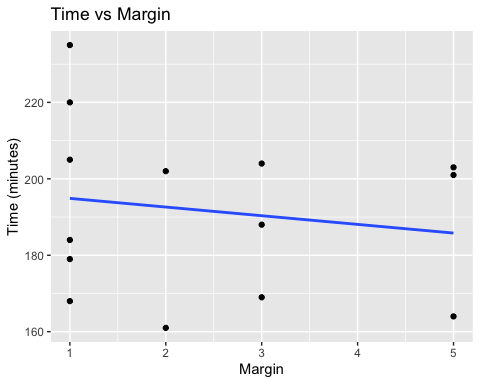 Time vs Margin
Time (minutes)
220
200
180
160
1 2 3 4 5
Margin